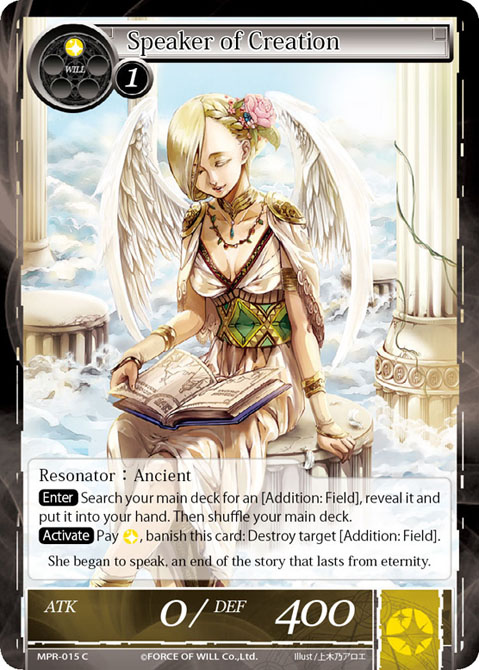 Speaker of Creation
WILL
1
Resonator : Ancient
Enter Search your main deck for an [Addition: Field], reveal it and
put it into your hand. Then shuffle your main deck.
Activate Pay , banish this card: Destroy target [Addition: Field].
She began to speak, an end of the story that lasts from eternity.
ATK 0 / DEF 400
MPR-015 C ©FORCE OF WILL Co.,Ltd. Illust / 上木乃アロエ